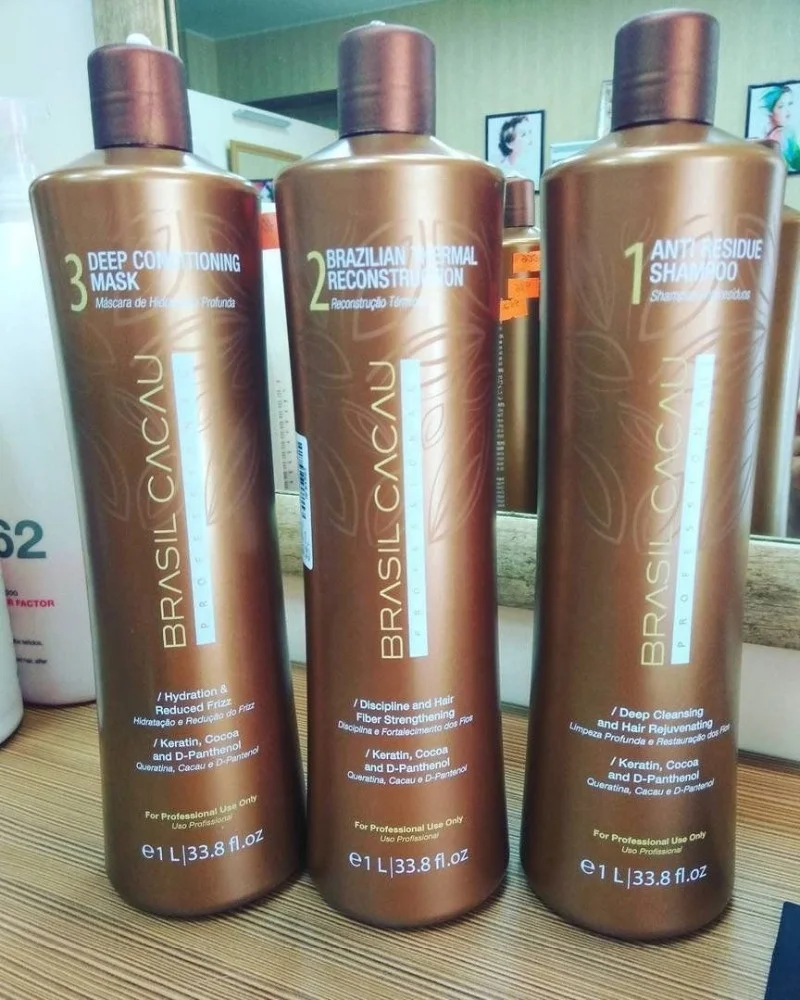 3 DEEP CONDITIONING
MASK
Máscara de Hidratação Profunda
BRASIL CACAU
PROFESSIONAL
/ Hydration &
Reduced Frizz
Hidratação e Redução do Frizz
/ Keratin, Cocoa
and D-Panthenol
Queratina, Cacau e D-Pantenol
For Professional Use Only
Uso Profissional
e1 L|33.8 fl.oz
2 BRAZILIAN THERMAL
RECONSTRUCTION
Reconstrução Térmica
BRASIL CACAU
PROFESSIONAL
/ Discipline and Hair
Fiber Strengthening
Disciplina e Fortalecimento dos Fios
/ Keratin, Cocoa
and D-Panthenol
Queratina, Cacau e D-Pantenol
For Professional Use Only
Uso Profissional
e1 L|33.8 fl.oz
1 ANTI RESIDUE
SHAMPOO
Shampoo Antirresíduos
BRASIL CACAU
PROFESSIONAL
/ Deep Cleansing
and Hair Rejuvenating
Limpeza Profunda e Restauração dos Fios
/ Keratin, Cocoa
and D-Panthenol
Queratina, Cacau e D-Pantenol
For Professional Use Only
Uso Profissional
e1 L|33.8 fl.oz
62
FACTOR